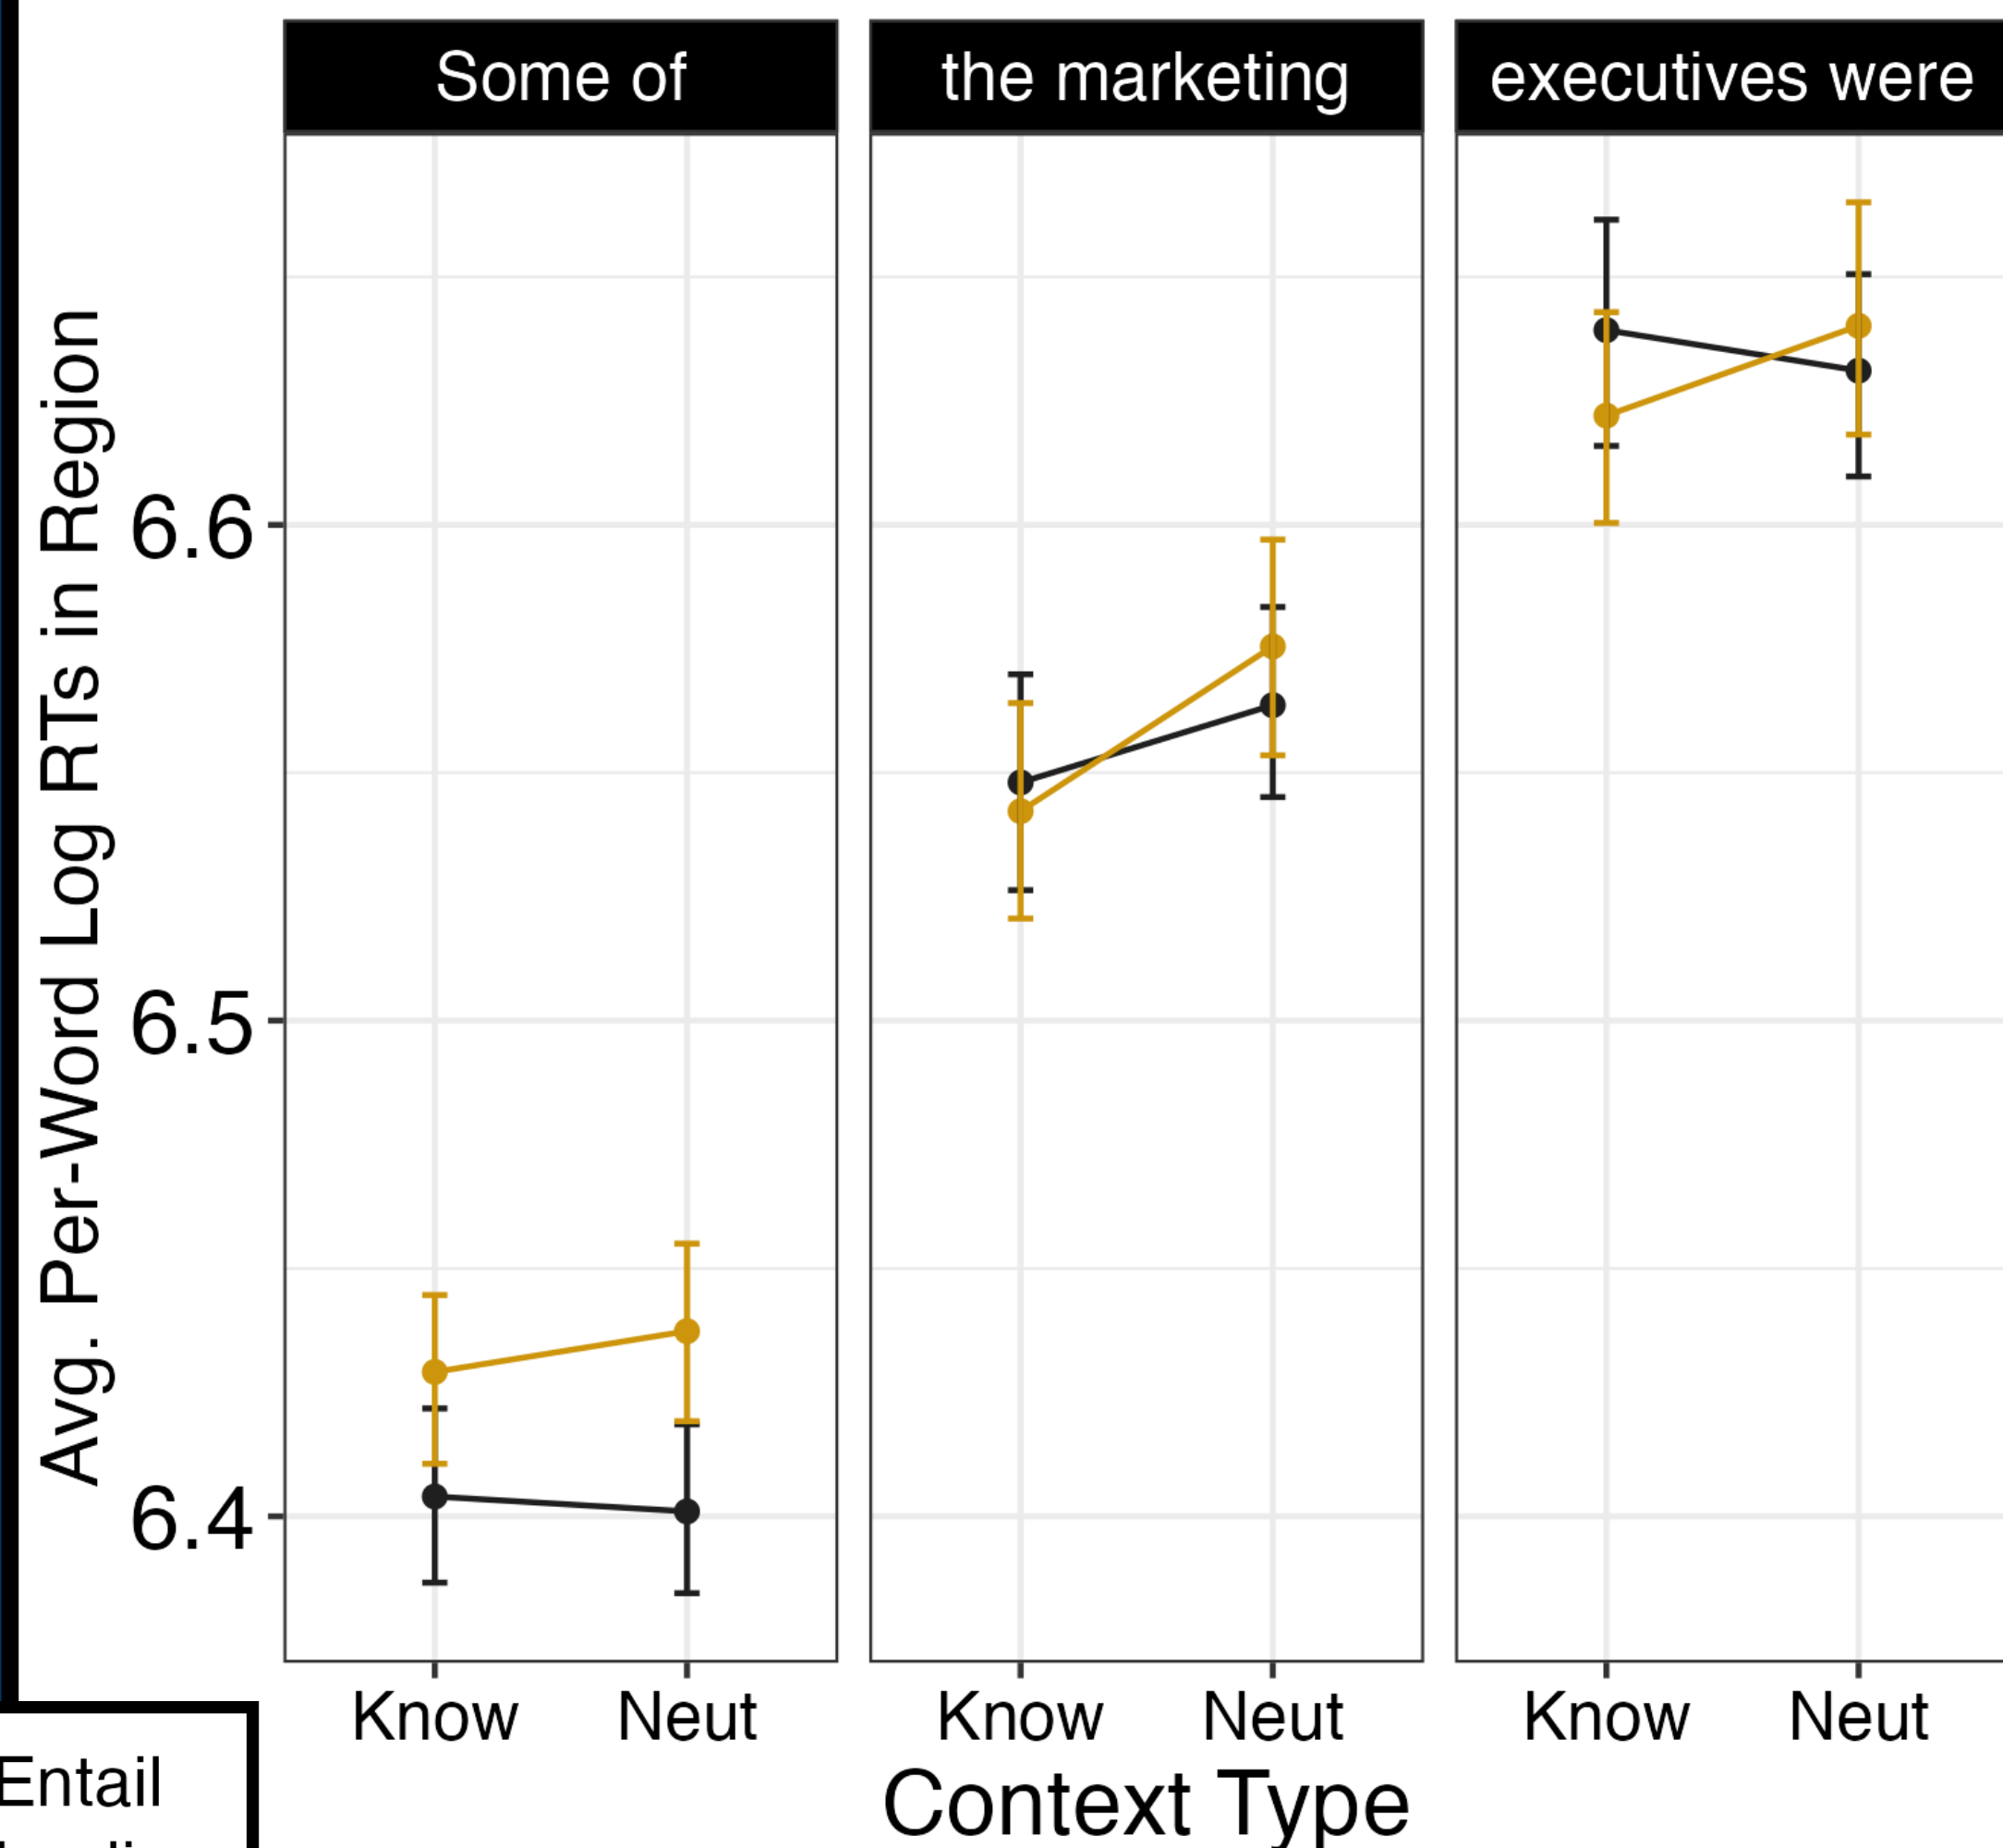 Some of
the marketing
executives were
Avg. Per-Word Log RTs in Region
6.6
6.5
6.4
Know Neut
Know Neut
Know Neut
Context Type
Entail